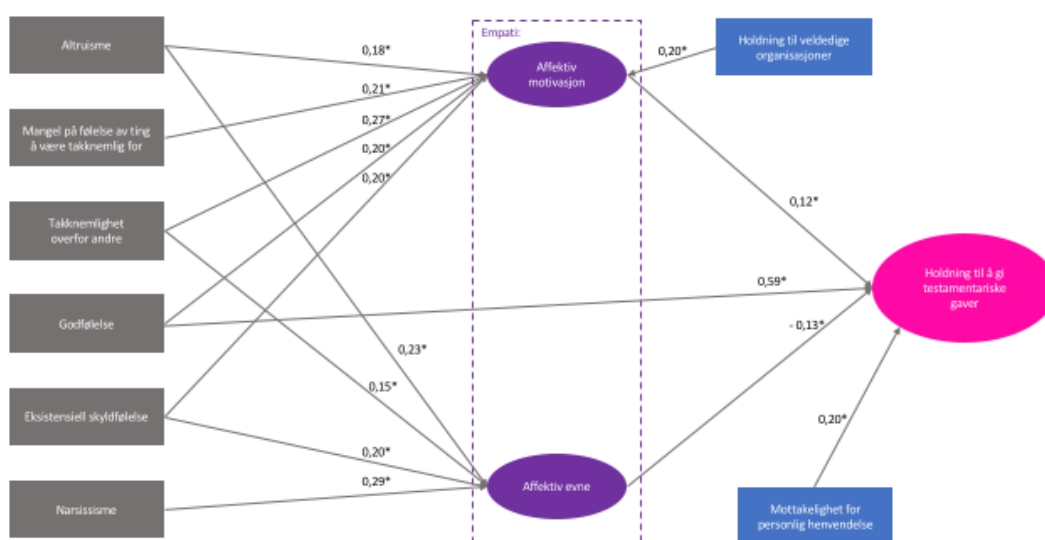 Altruisme
Mangel på følelse av ting
å være takknemlig for
Takknemlighet
overfor andre
Godfølelse
Eksistensiell skyldfølelse
Narsissisme
0,18*
0,21*
0,27*
0,20*
0,20*
0,23*
0,15*
0,20*
0,29*
Empati:
Affektiv
motivasjon
Affektiv evne
0,20*
Holdning til veldedige
organisasjoner
0,12*
0,59*
- 0,13*
0,20*
Holdning til å gi
testamentariske
gaver
Mottakelighet for
personlig henvendelse